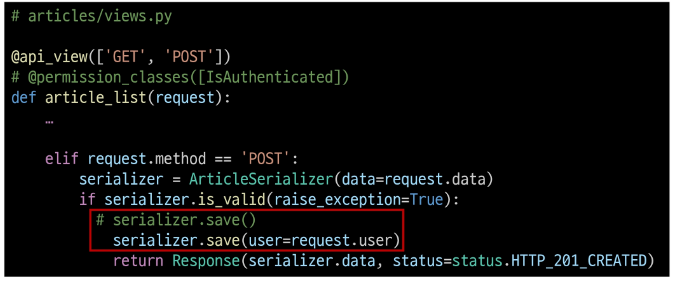 # articles/views.py
@api_view(['GET', 'POST'])
# @permission_classes([IsAuthenticated])
def article_list(request):
    …
    elif request.method == 'POST':
        serializer = ArticleSerializer(data=request.data)
        if serializer.is_valid(raise_exception=True):
          # serializer.save()
            serializer.save(user=request.user)
            return Response(serializer.data, status=status.HTTP_201_CREATED)